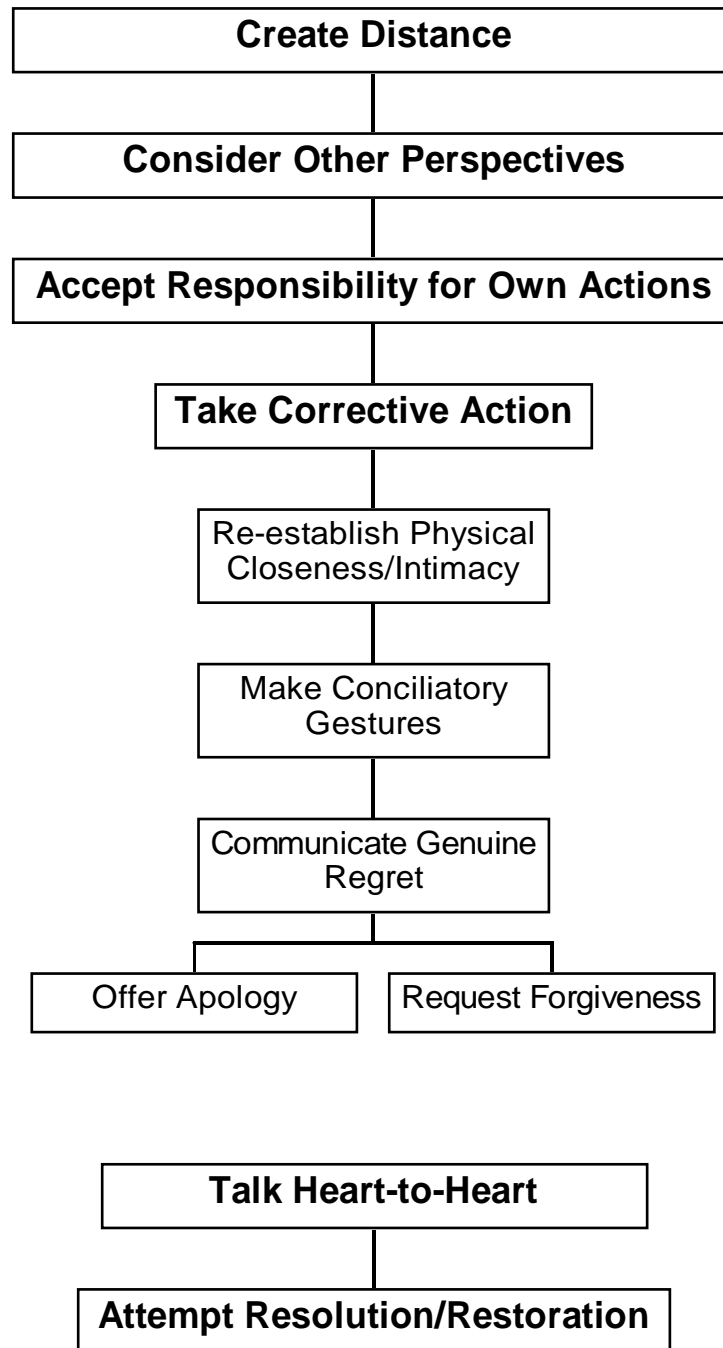 Create Distance
Consider Other Perspectives
Accept Responsibility for Own Actions
Take Corrective Action
Re-establish Physical
Closeness/Intimacy
Make Conciliatory
Gestures
Communicate Genuine
Regret
Offer Apology
Request Forgiveness
Talk Heart-to-Heart
Attempt Resolution/Restoration